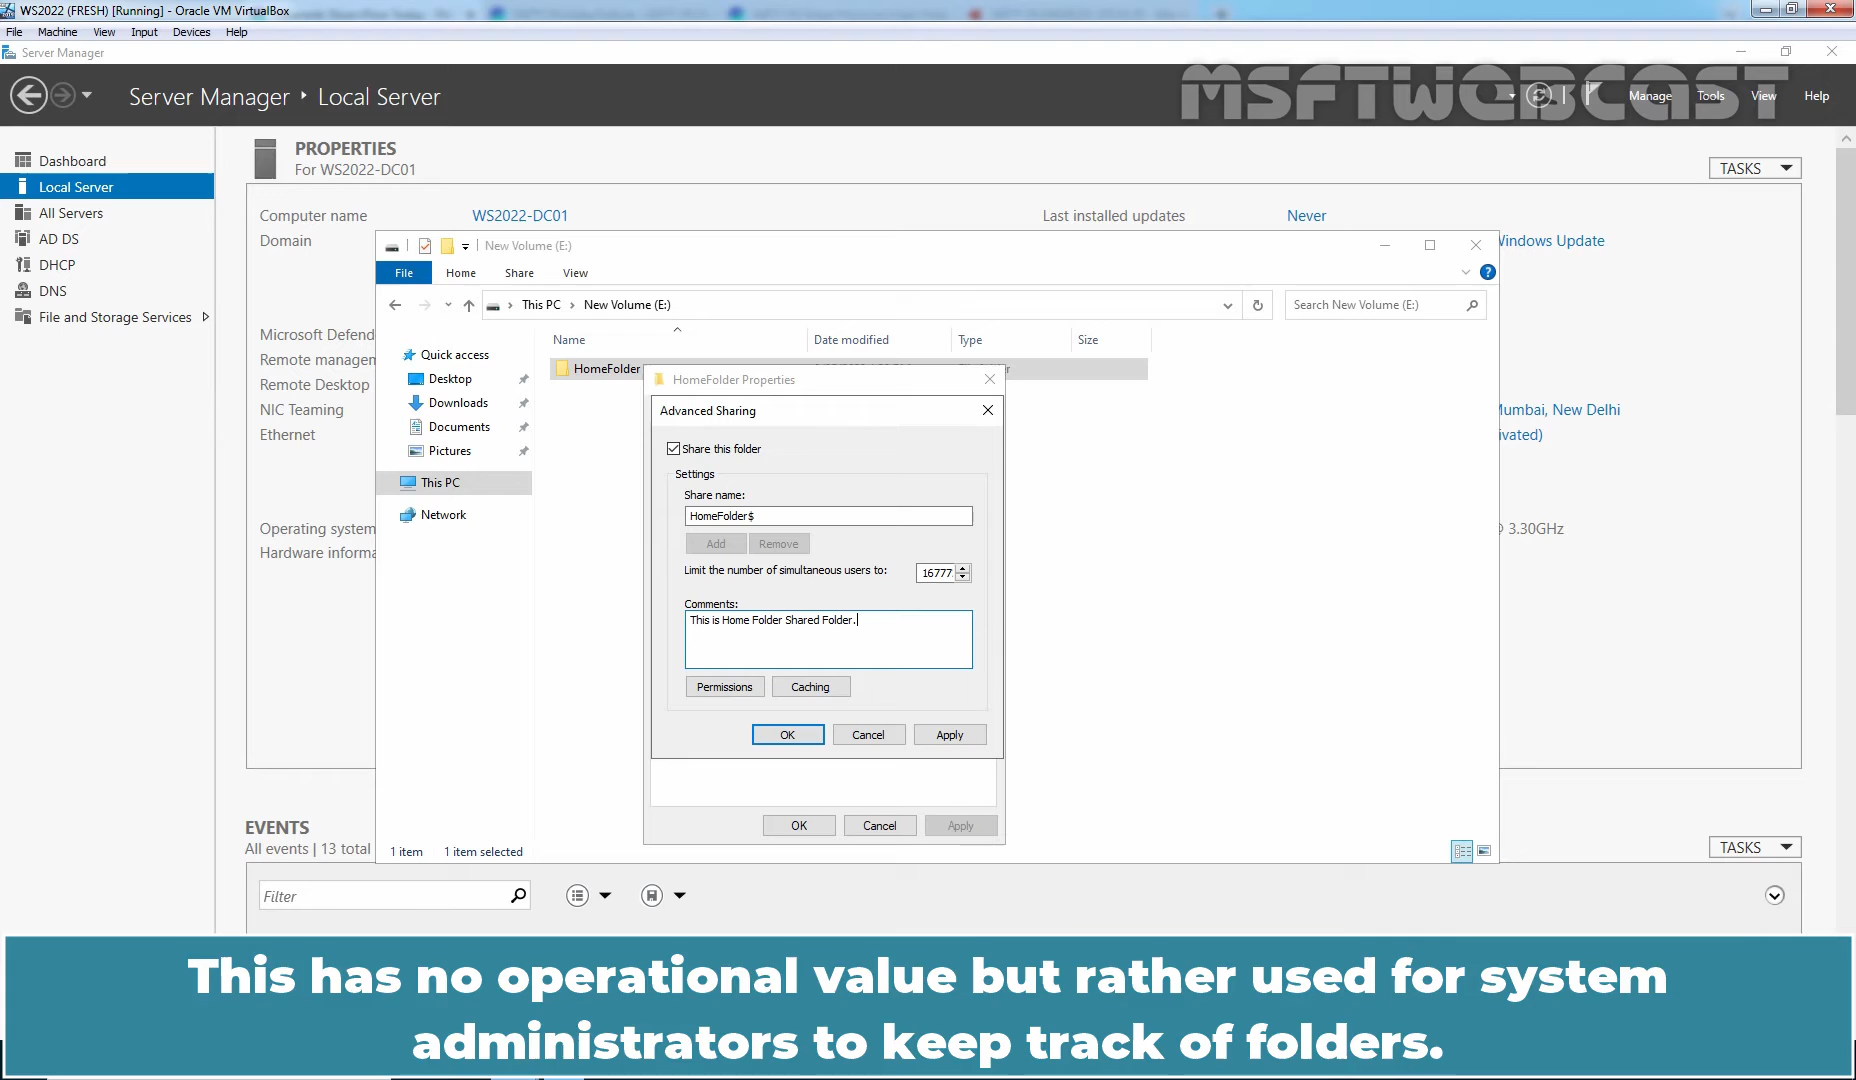 WS2022 (FRESH) [Running] - Oracle VM VirtualBox
File Machine View Input Devices Help
Server Manager
Server Manager ‣ Local Server
MSFTWEBCAST
Manage Tools View Help
Dashboard
Local Server
All Servers
AD DS
DHCP
DNS
File and Storage Services
PROPERTIES
For WS2022-DC01
TASKS
Computer name WS2022-DC01 Last installed updates Never
Domain
Windows Update
Microsoft Defend
Remote managem
Remote Desktop
NIC Teaming
Mumbai, New Delhi
Ethernet
ivated)
Operating system
@ 3.30GHz
Hardware informa
New Volume (E:)
File Home Share View
This PC › New Volume (E:)
Search New Volume (E:)
Name Date modified Type Size
Quick access
Desktop
Downloads
Documents
Pictures
This PC
Network
HomeFolder
HomeFolder Properties
Advanced Sharing
Share this folder
Settings
Share name:
HomeFolder$
Add Remove
Limit the number of simultaneous users to: 16777
Comments:
This is Home Folder Shared Folder.
Permissions Caching
OK Cancel Apply
OK Cancel Apply
1 item 1 item selected
EVENTS
All events | 13 total
TASKS
Filter
This has no operational value but rather used for system
administrators to keep track of folders.